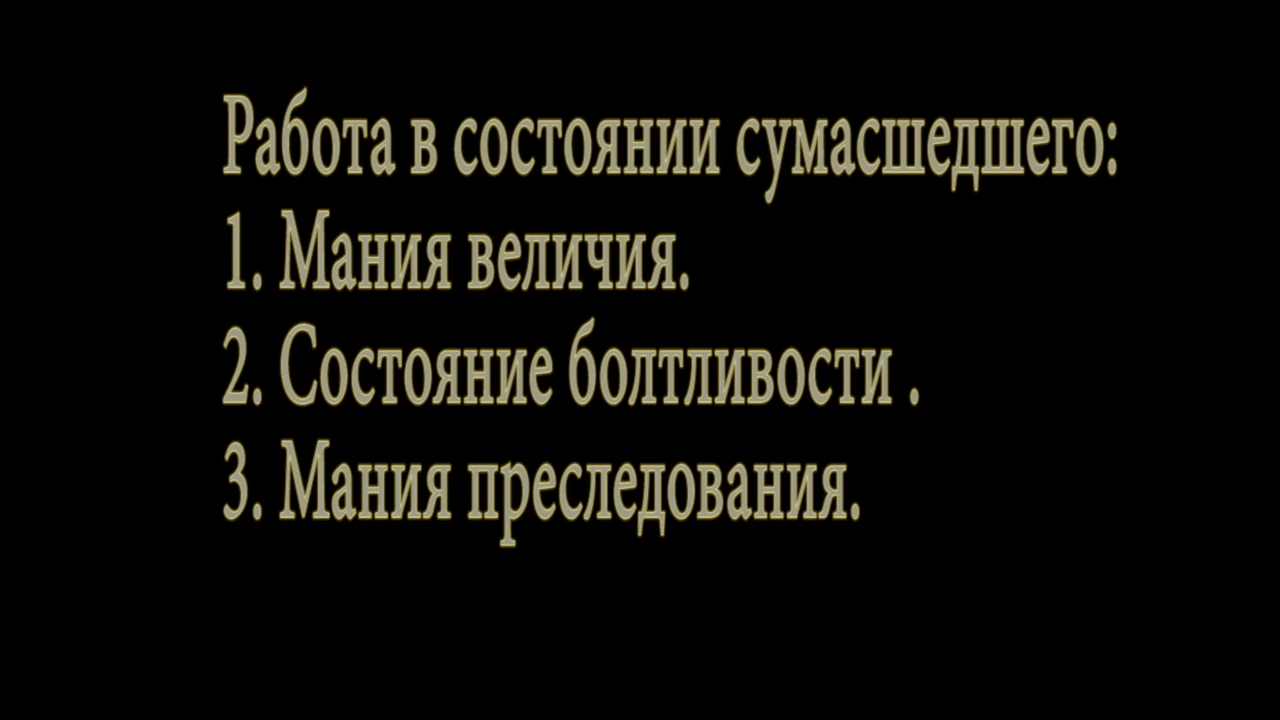 Работа в состоянии сумасшедшего:
1. Мания величия.
2. Состояние болтливости .
3. Мания преследования.